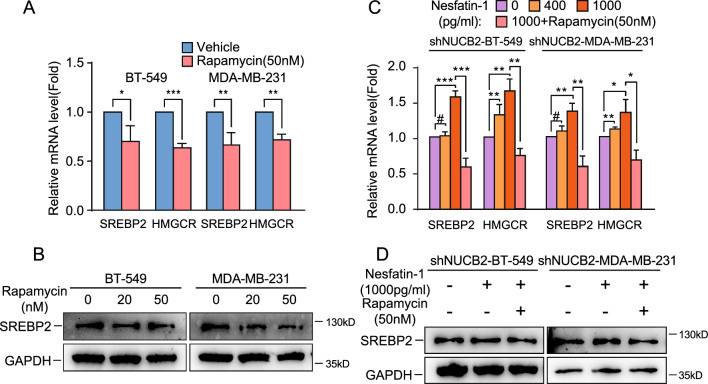 A
Vehicle
Rapamycin(50nM)
BT-549 MDA-MB-231
Relative mRNA level(Fold)
1.5
1.0
0.5
0.0
* *** ** **
SREBP2 HMGCR SREBP2 HMGCR
C
Nesfatin-1 0 400 1000
(pg/ml): 1000+Rapamycin(50nM)
shNUCB2-BT-549 shNUCB2-MDA-MB-231
Relative mRNA level(Fold)
2.0
1.5
1.0
0.5
0.0
*** *** # ** ** ** ** ** # * * **
SREBP2 HMGCR SREBP2 HMGCR
B
BT-549 MDA-MB-231
Rapamycin
(nM)
0 20 50 0 20 50
SREBP2
130kD
GAPDH
35kD
D
shNUCB2-BT-549 shNUCB2-MDA-MB-231
Nesfatin-1
(1000pg/ml)
- + + - + +
Rapamycin
(50nM)
- - + - - +
SREBP2
130kD
GAPDH
35kD